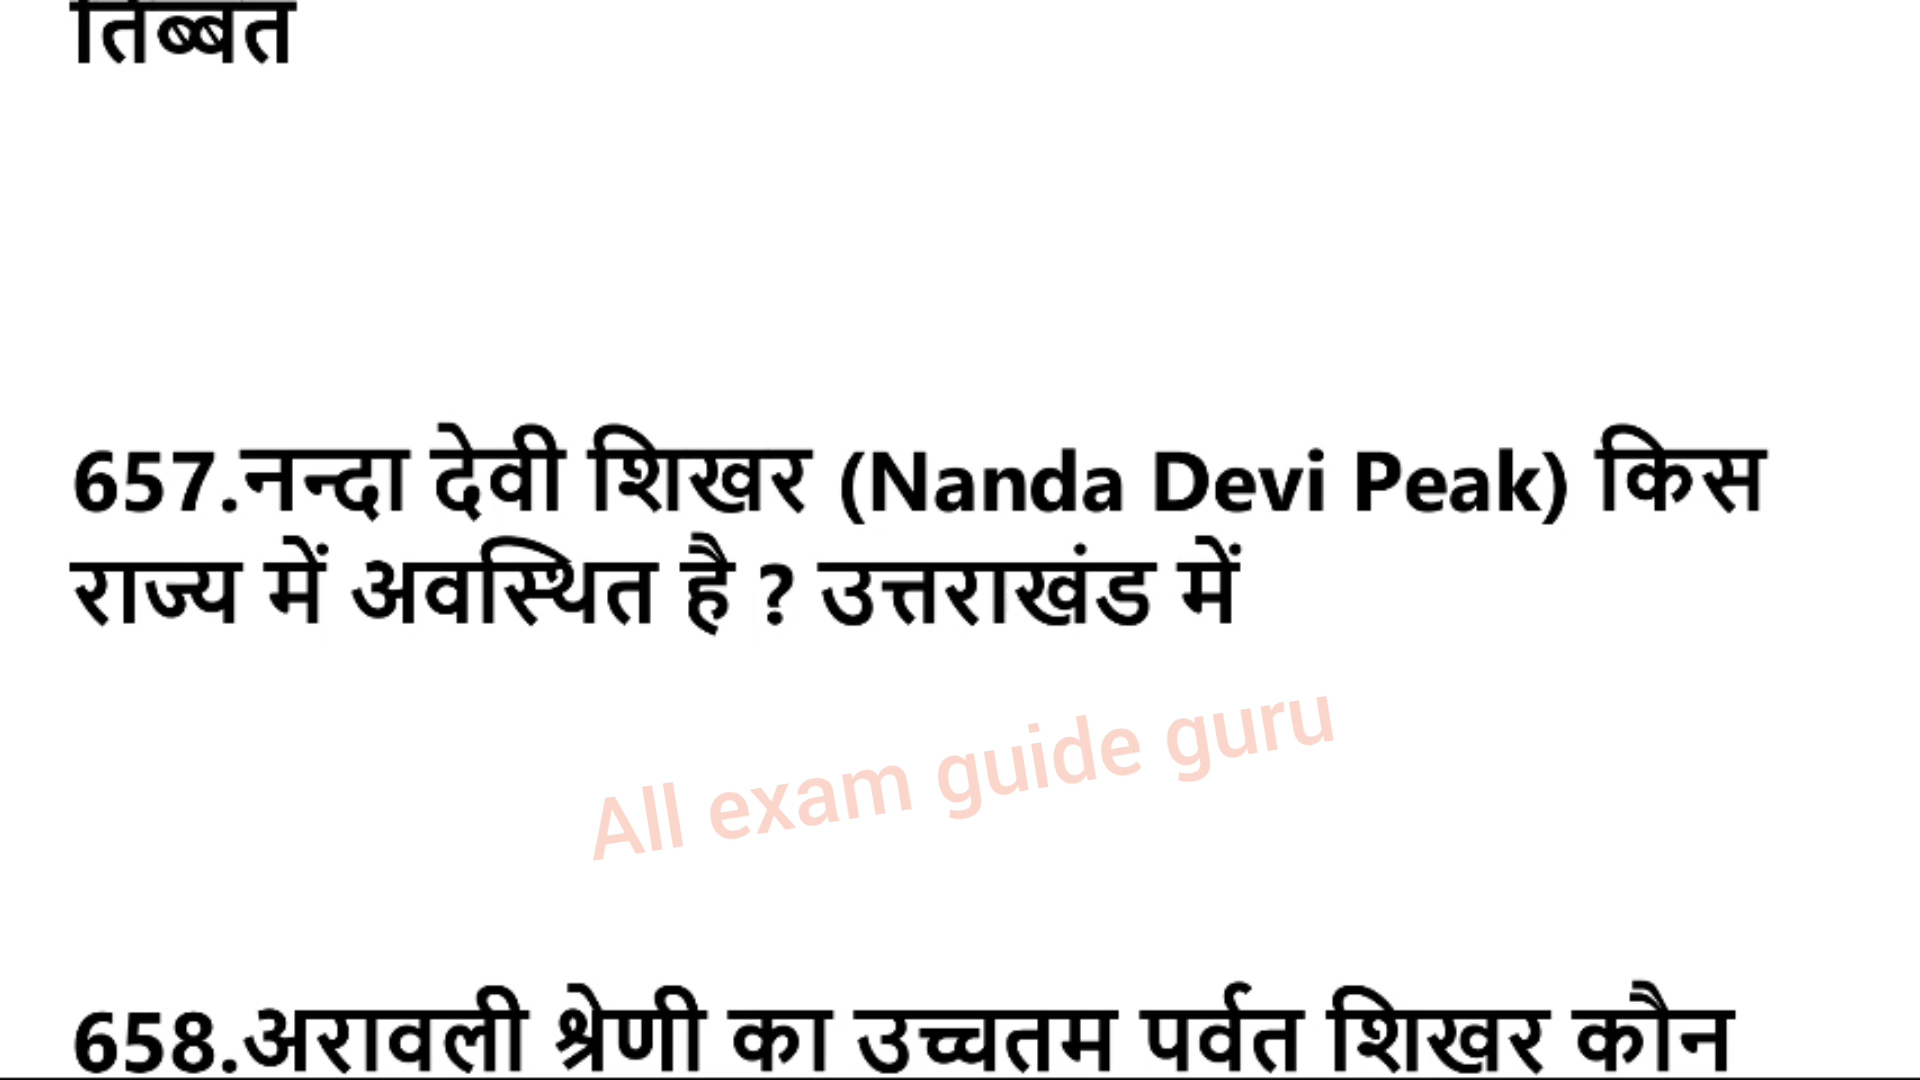 तिब्बत
657.नन्दा देवी शिखर (Nanda Devi Peak) किस
राज्य में अवस्थित है ? उत्तराखंड में
All exam guide guru
658.अरावली श्रेणी का उच्चतम पर्वत शिखर कौन